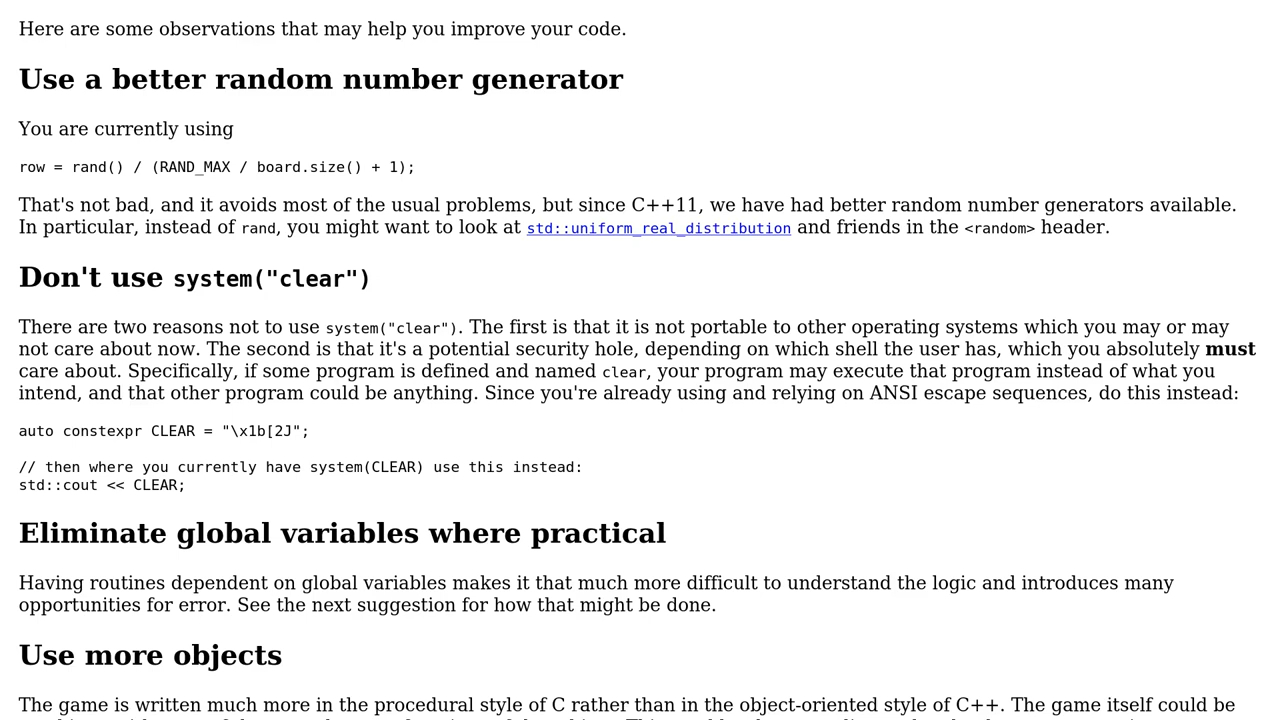 Here are some observations that may help you improve your code.
Use a better random number generator
You are currently using
row = rand() / (RAND_MAX / board.size() + 1);
That's not bad, and it avoids most of the usual problems, but since C++11, we have had better random number generators available.
In particular, instead of rand, you might want to look at std::uniform_real_distribution and friends in the <random> header.
Don't use system("clear")
There are two reasons not to use system("clear"). The first is that it is not portable to other operating systems which you may or may
not care about now. The second is that it's a potential security hole, depending on which shell the user has, which you absolutely must
care about. Specifically, if some program is defined and named clear, your program may execute that program instead of what you
intend, and that other program could be anything. Since you're already using and relying on ANSI escape sequences, do this instead:
auto constexpr CLEAR = "\x1b[2J";
// then where you currently have system(CLEAR) use this instead:
std::cout << CLEAR;
Eliminate global variables where practical
Having routines dependent on global variables makes it that much more difficult to understand the logic and introduces many
opportunities for error. See the next suggestion for how that might be done.
Use more objects
The game is written much more in the procedural style of C rather than in the object-oriented style of C++. The game itself could be